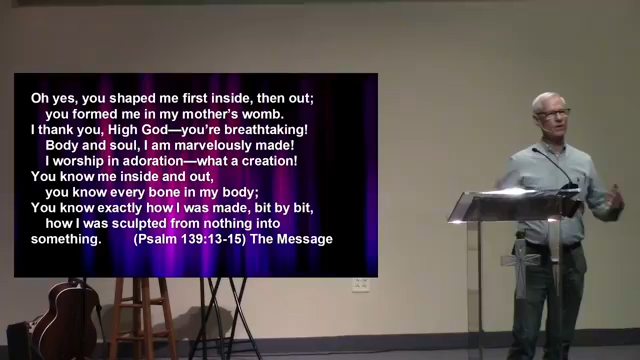 Oh yes, you shaped me first inside, then out;
you formed me in my mother's womb.
I thank you, High God—you're breathtaking!
Body and soul, I am marvelously made!
I worship in adoration—what a creation!
You know me inside and out,
you know every bone in my body;
You know exactly how I was made, bit by bit,
how I was sculpted from nothing into
something. (Psalm 139:13-15) The Message